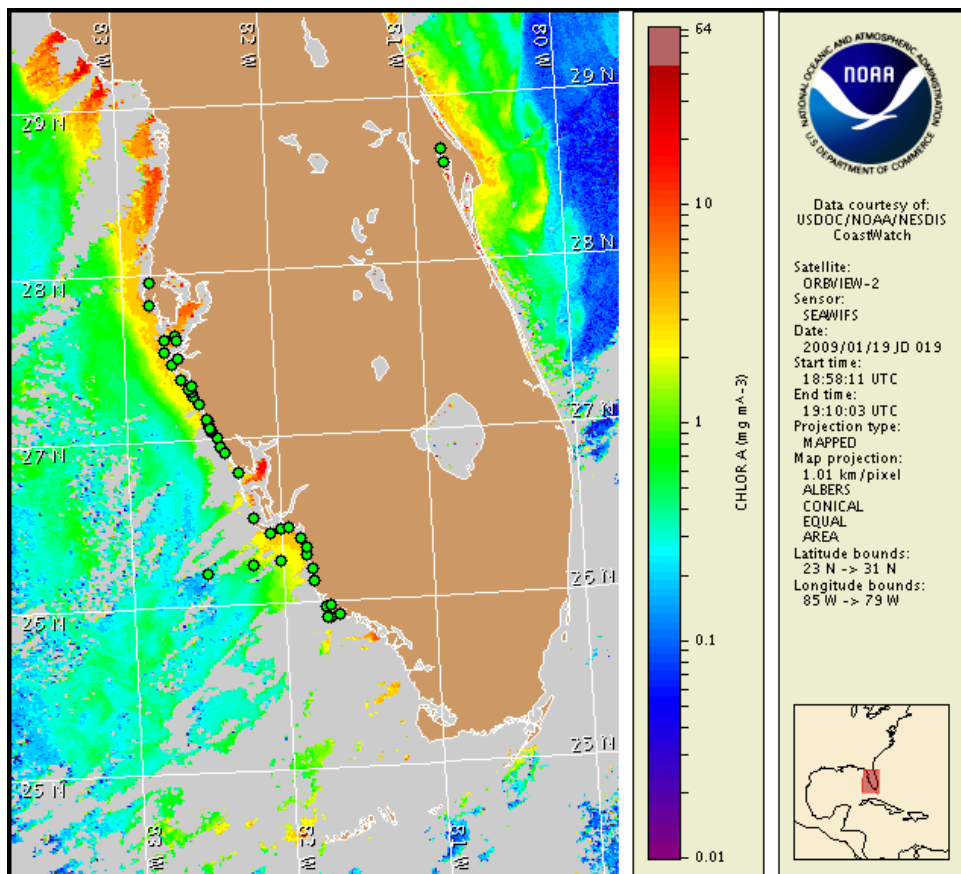 83 W
82 W
81 W
80 W
29 N
29 N
28 N
28 N
27 N
27 N
26 N
26 N
25 N
25 N
83 W
82 W
81 W
64
10
1
0.1
0.01
CHLOR A (mg m^-3)
NATIONAL OCEANIC AND ATMOSPHERIC ADMINISTRATION
NOAA
U.S. DEPARTMENT OF COMMERCE
Data courtesy of:
USDOC/NOAA/NESDIS
CoastWatch
Satellite:
ORBVIEW-2
Sensor:
SEAWIFS
Date:
2009/01/19 JD 019
Start time:
18:58:11 UTC
End time:
19:10:03 UTC
Projection type:
MAPPED
Map projection:
1.01 km/pixel
ALBERS
CONICAL
EQUAL
AREA
Latitude bounds:
23 N -> 31 N
Longitude bounds:
85 W -> 79 W